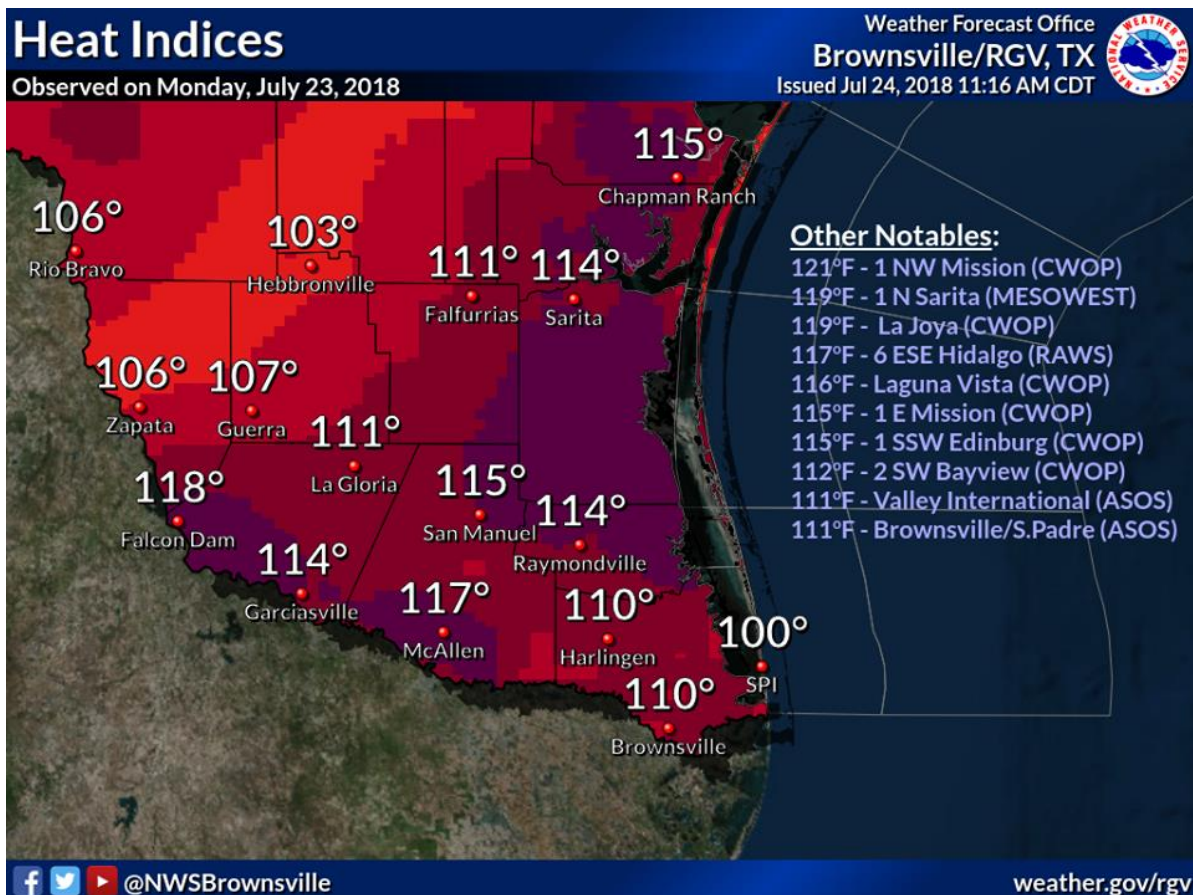 Heat Indices
Observed on Monday, July 23, 2018
Weather Forecast Office
Brownsville/RGV, TX
Issued Jul 24, 2018 11:16 AM CDT
NATIONAL WEATHER SERVICE
115°
Chapman Ranch
106°
Rio Bravo
103°
Hebbronville
111°
Falfurrias
114°
Sarita
106°
Zapata
107°
Guerra
111°
La Gloria
118°
Falcon Dam
115°
San Manuel
114°
Raymondville
114°
Garciasville
117°
McAllen
110°
Harlingen
100°
SPI
110°
Brownsville
Other Notables:
121°F - 1 NW Mission (CWOP)
119°F - 1 N Sarita (MESOWEST)
119°F - La Joya (CWOP)
117°F - 6 ESE Hidalgo (RAWS)
116°F - Laguna Vista (CWOP)
115°F - 1 E Mission (CWOP)
115°F - 1 SSW Edinburg (CWOP)
112°F - 2 SW Bayview (CWOP)
111°F - Valley International (ASOS)
111°F - Brownsville/S.Padre (ASOS)
@NWSBrownsville
weather.gov/rgv